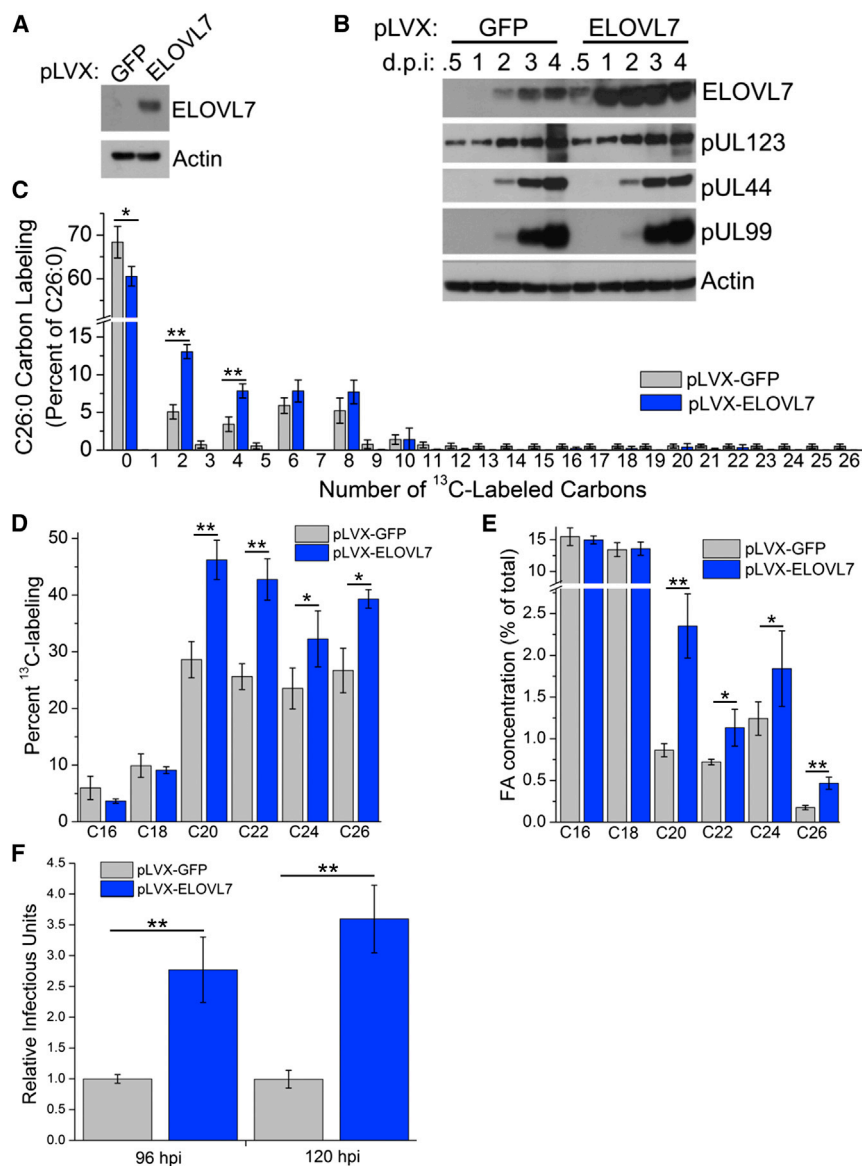 A
pLVX: GFP ELOVL7
ELOVL7
Actin
B
pLVX: GFP ELOVL7
d.p.i: .5 1 2 3 4 .5 1 2 3 4
ELOVL7
pUL123
pUL44
pUL99
Actin
C
C26:0 Carbon Labeling
(Percent of C26:0)
70
60
15
10
5
0
*
**
**
pLVX-GFP
pLVX-ELOVL7
0 1 2 3 4 5 6 7 8 9 10 11 12 13 14 15 16 17 18 19 20 21 22 23 24 25 26
Number of 13C-Labeled Carbons
D
Percent 13C-labeling
50
40
30
20
10
0
pLVX-GFP
pLVX-ELOVL7
**
**
*
*
C16 C18 C20 C22 C24 C26
E
FA concentration (% of total)
15
10
2.5
2.0
1.5
1.0
0.5
0.0
pLVX-GFP
pLVX-ELOVL7
**
*
*
**
C16 C18 C20 C22 C24 C26
F
Relative Infectious Units
4.5
4.0
3.5
3.0
2.5
2.0
1.5
1.0
0.5
0.0
pLVX-GFP
pLVX-ELOVL7
**
**
96 hpi 120 hpi